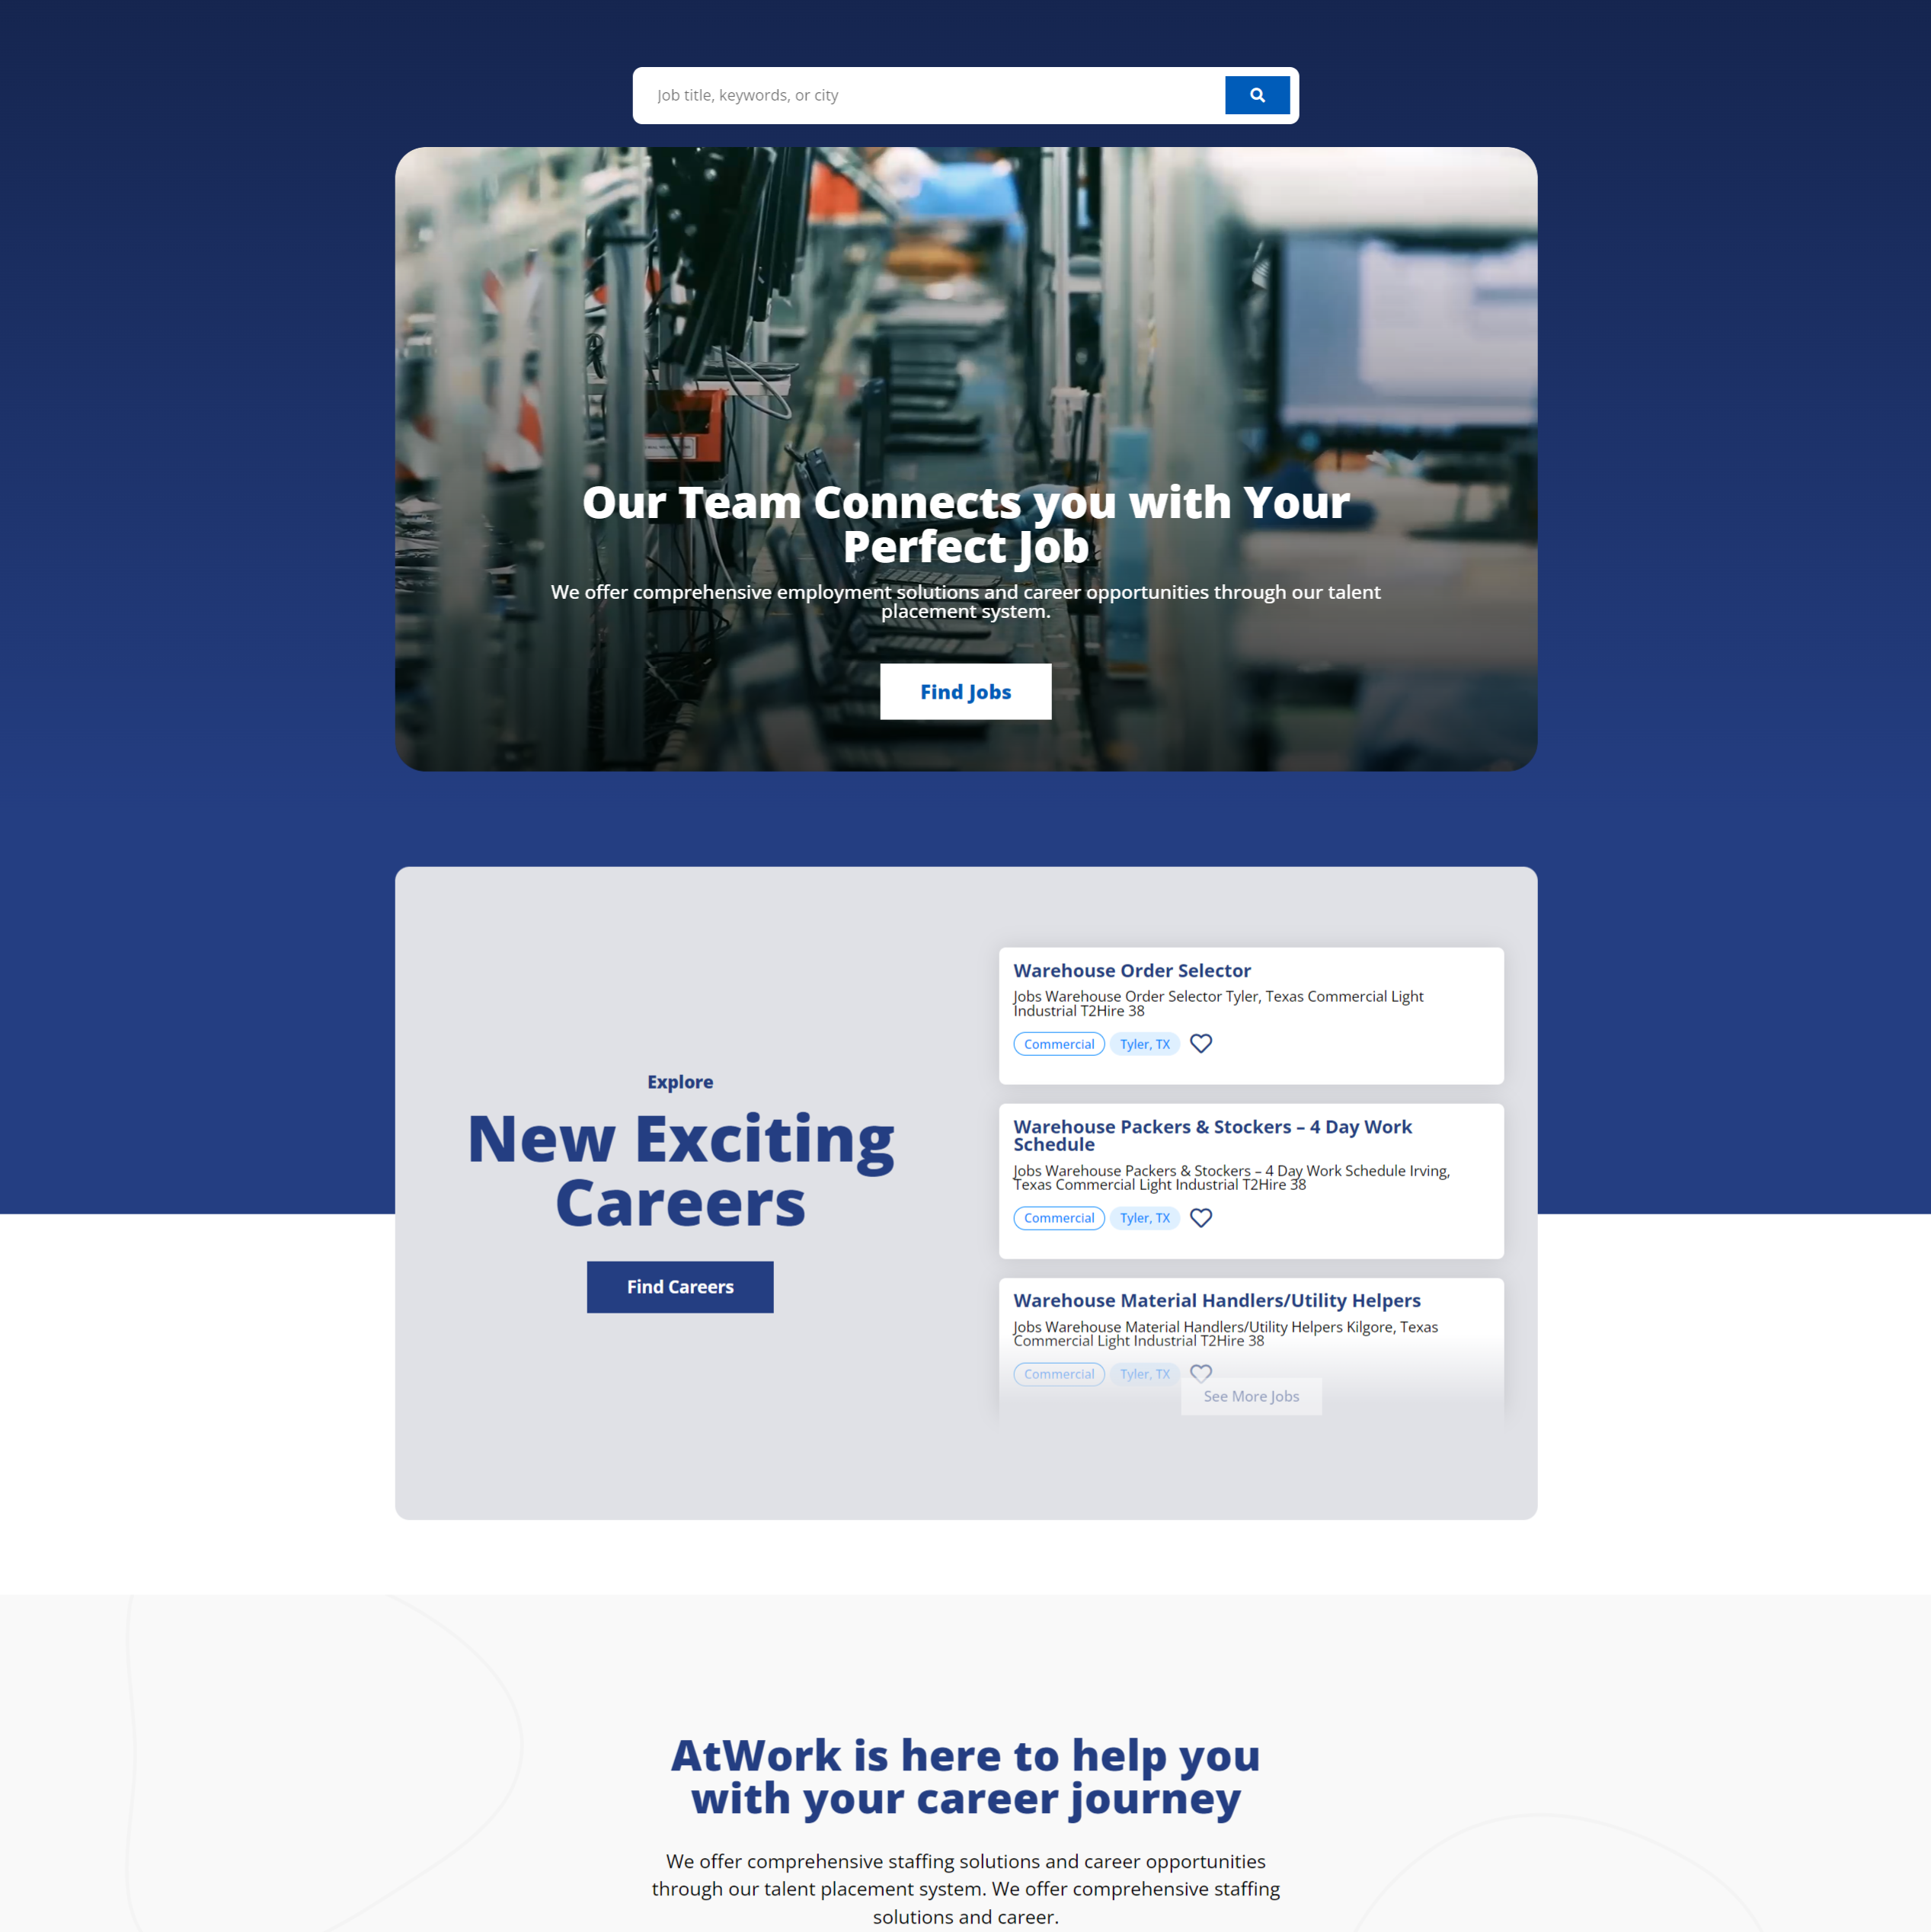 Job title, keywords, or city
Our Team Connects you with Your
Perfect Job
We offer comprehensive employment solutions and career opportunities through our talent
placement system.
Find Jobs
Explore
New Exciting
Careers
Find Careers
Warehouse Order Selector
Jobs Warehouse Order Selector Tyler, Texas Commercial Light
Industrial T2Hire 38
Commercial Tyler, TX
Warehouse Packers & Stockers – 4 Day Work
Schedule
Jobs Warehouse Packers & Stockers – 4 Day Work Schedule Irving,
Texas Commercial Light Industrial T2Hire 38
Commercial Tyler, TX
Warehouse Material Handlers/Utility Helpers
Jobs Warehouse Material Handlers/Utility Helpers Kilgore, Texas
Commercial Light Industrial T2Hire 38
Commercial Tyler, TX
See More Jobs
AtWork is here to help you
with your career journey
We offer comprehensive staffing solutions and career opportunities
through our talent placement system. We offer comprehensive staffing
solutions and career.